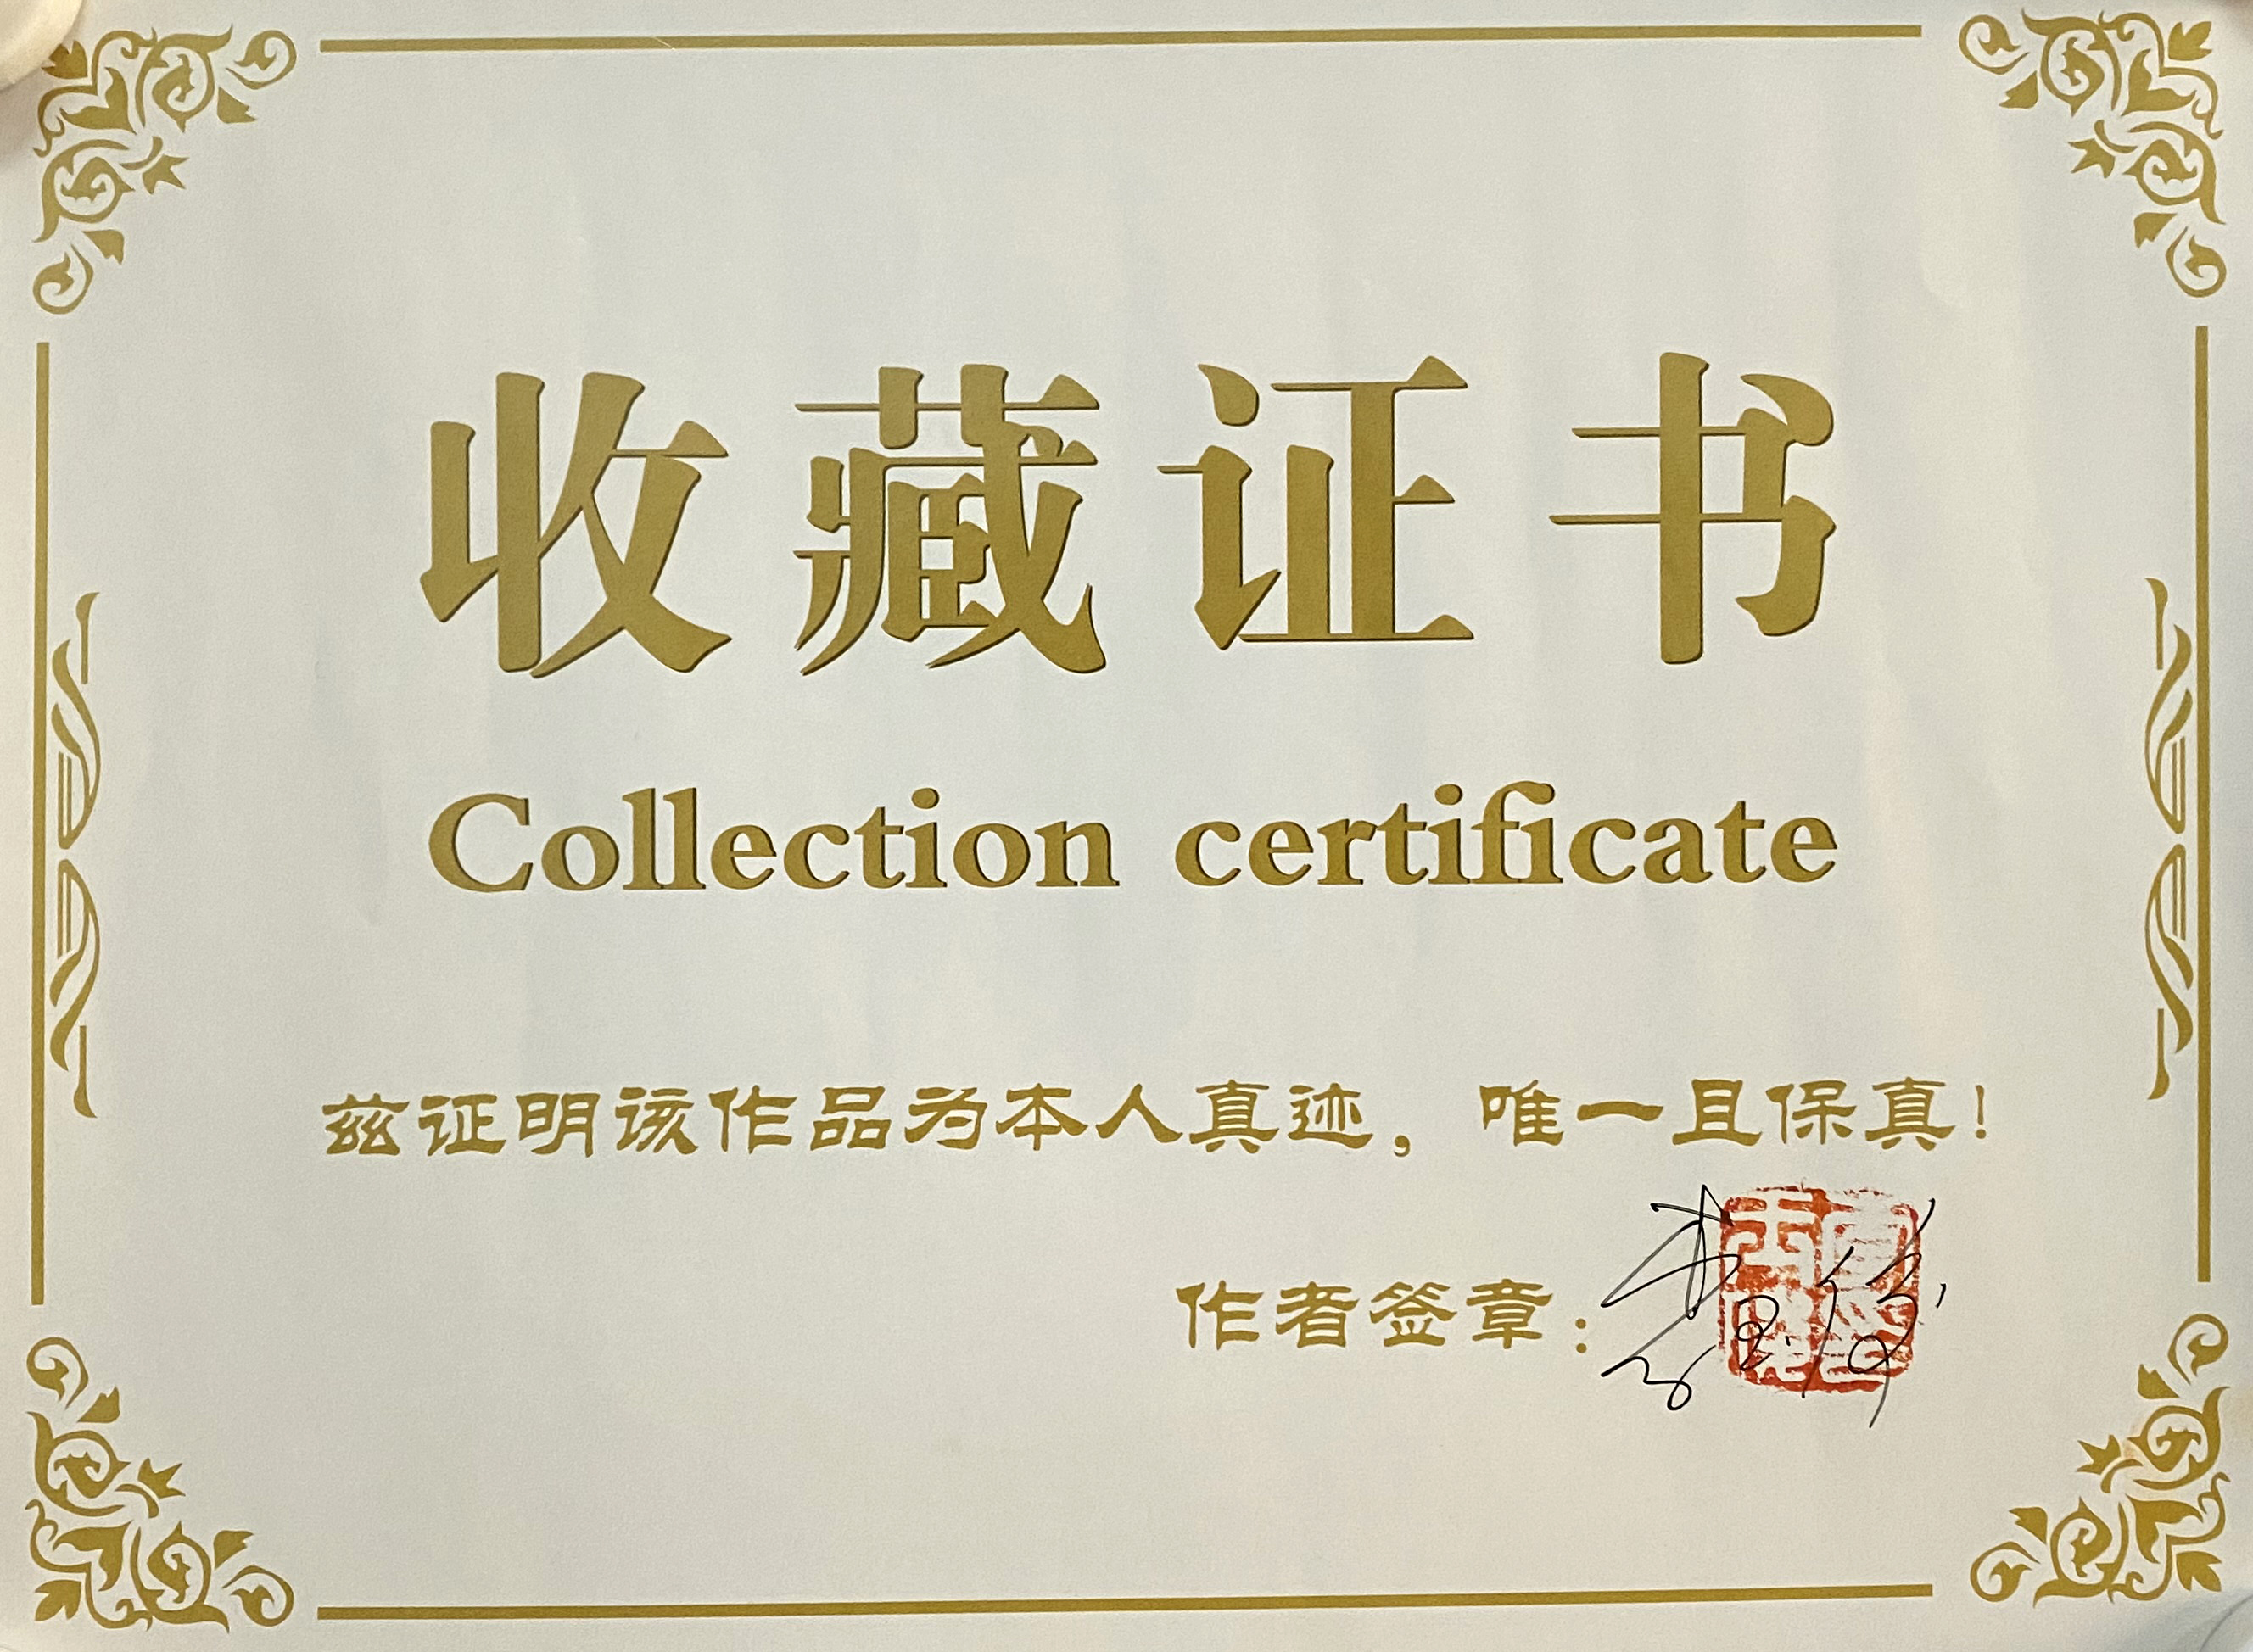 收藏证书
Collection certificate
兹证明该作品为本人真迹，唯一且保真！
作者签章：